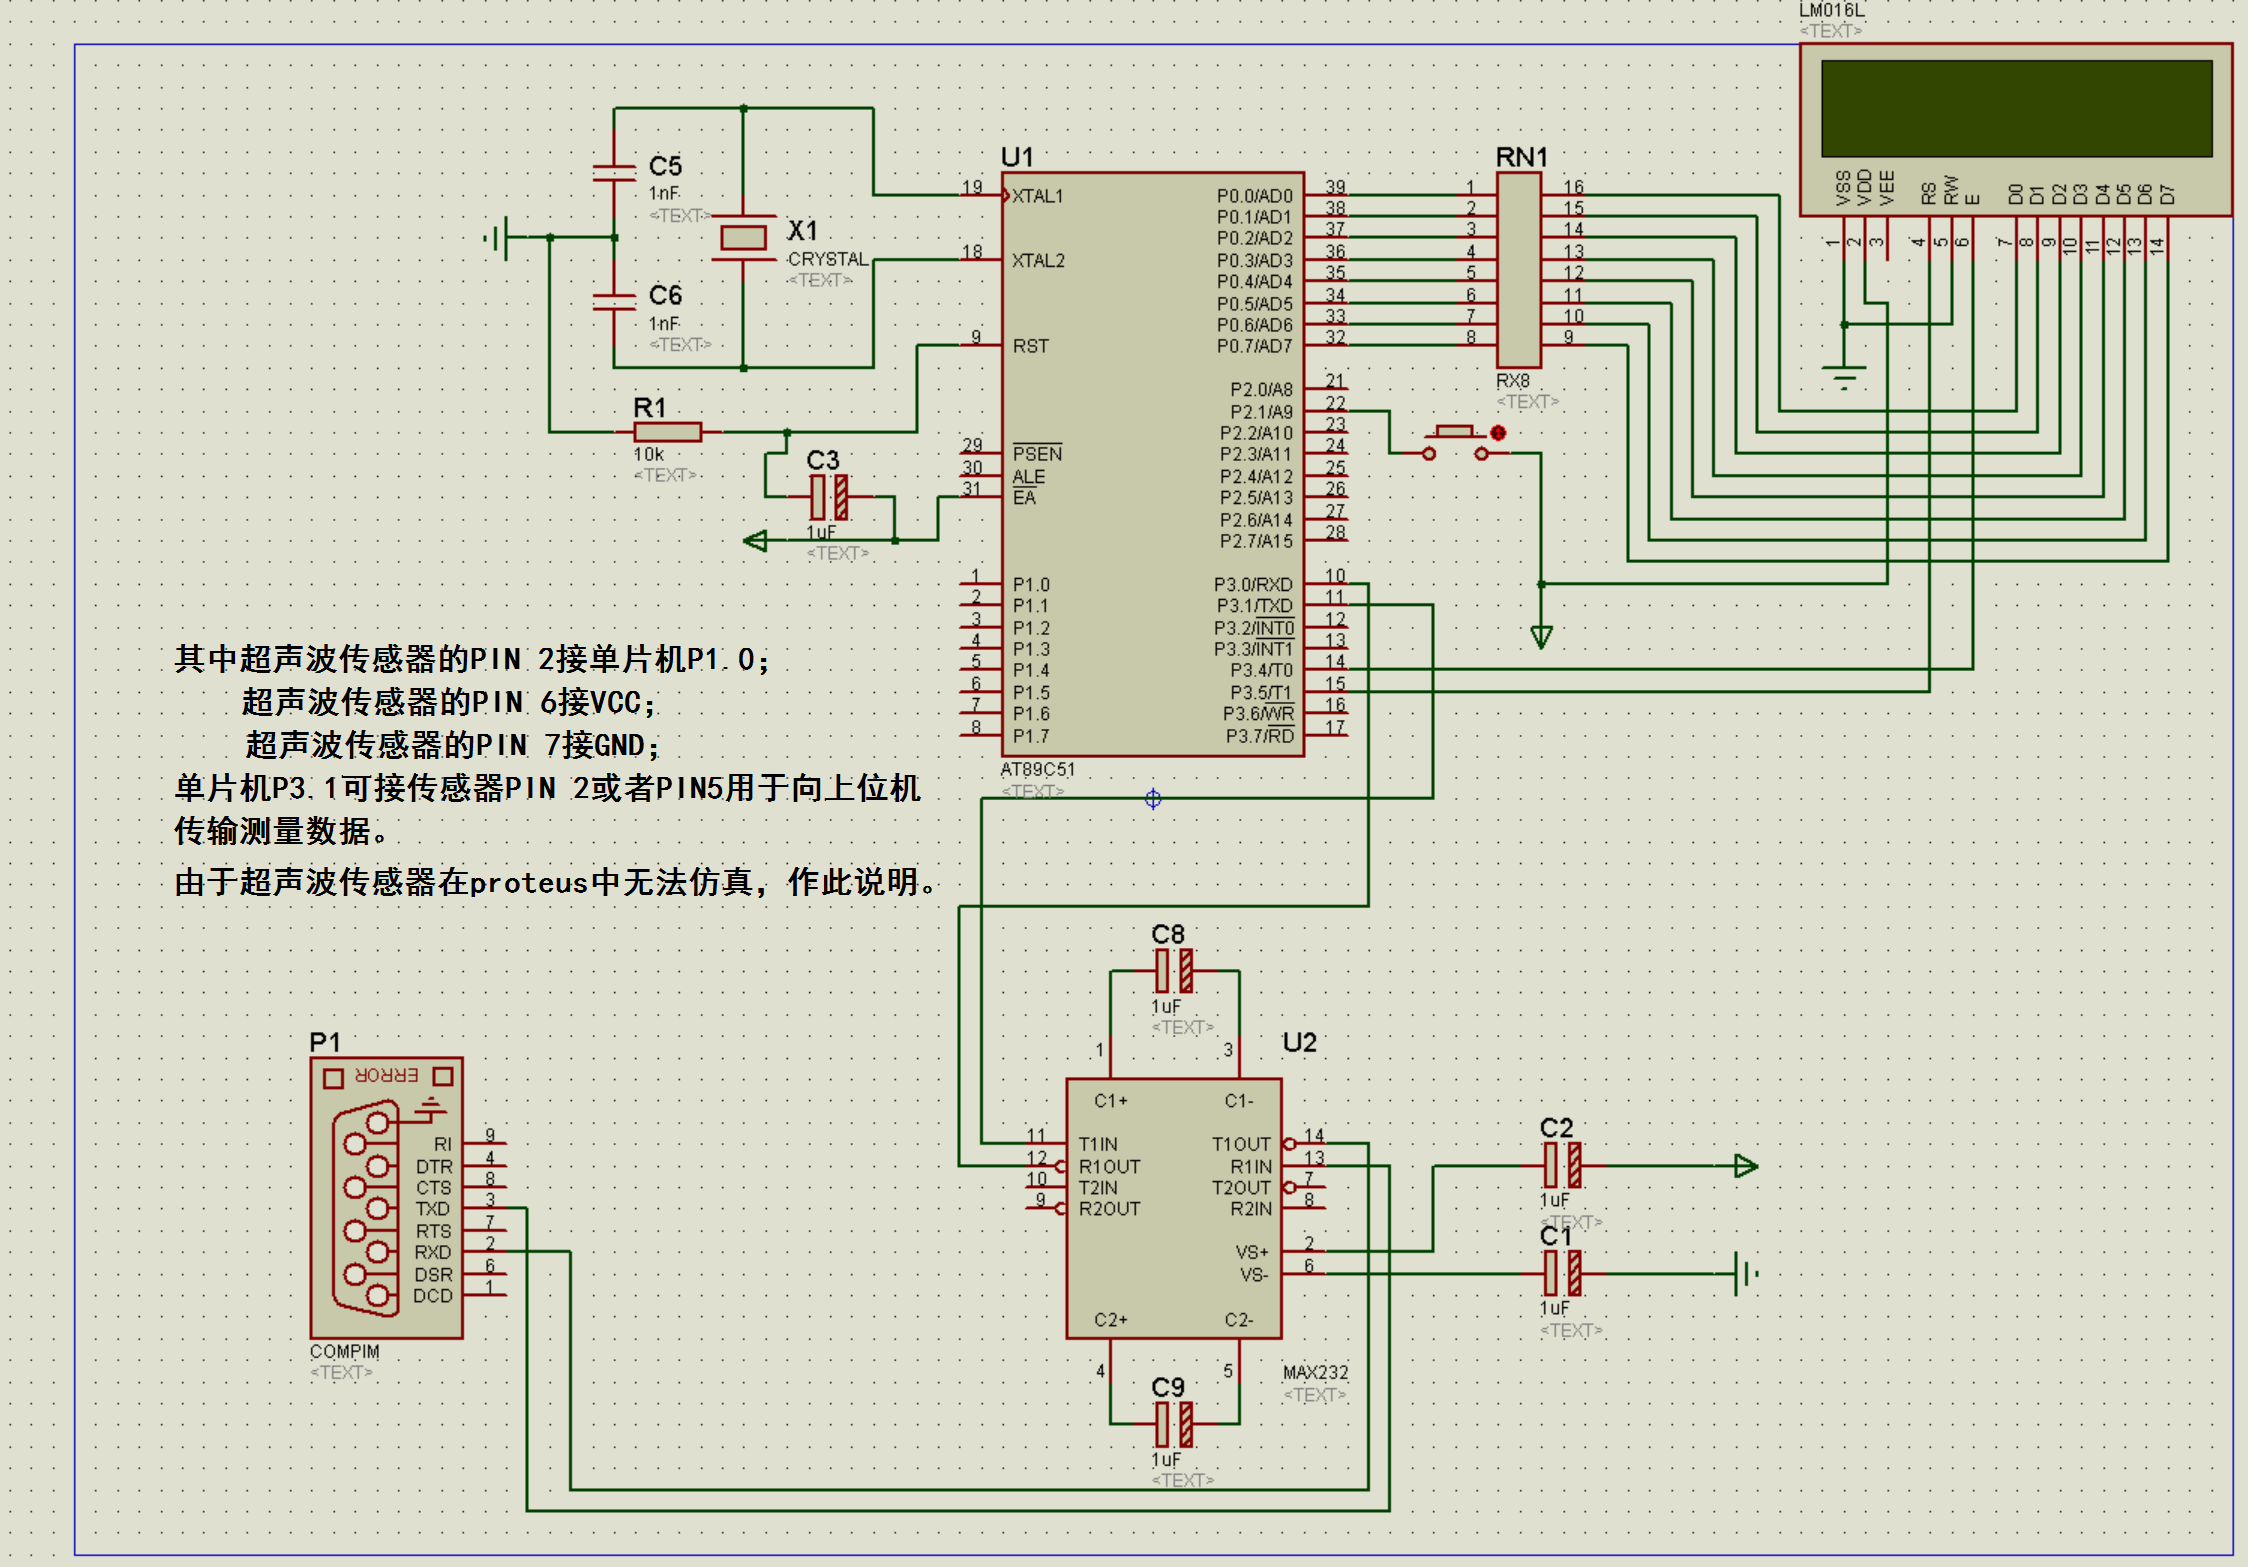 LM016L
<TEXT>
VSS
VDD
VEE
RS
RW
E
D0
D1
D2
D3
D4
D5
D6
D7
1
2
3
4
5
6
7
8
9
10
11
12
13
14
C5
1nF
<TEXT>
X1
CRYSTAL
<TEXT>
C6
1nF
<TEXT>
R1
10k
<TEXT>
C3
1uF
<TEXT>
U1
19 XTAL1
18 XTAL2
9 RST
29 PSEN
30 ALE
31 EA
1 P1.0
2 P1.1
3 P1.2
4 P1.3
5 P1.4
6 P1.5
7 P1.6
8 P1.7
P0.0/AD0 39
P0.1/AD1 38
P0.2/AD2 37
P0.3/AD3 36
P0.4/AD4 35
P0.5/AD5 34
P0.6/AD6 33
P0.7/AD7 32
P2.0/A8 21
P2.1/A9 22
P2.2/A10 23
P2.3/A11 24
P2.4/A12 25
P2.5/A13 26
P2.6/A14 27
P2.7/A15 28
P3.0/RXD 10
P3.1/TXD 11
P3.2/INT0 12
P3.3/INT1 13
P3.4/T0 14
P3.5/T1 15
P3.6/WR 16
P3.7/RD 17
AT89C51
<TEXT>
RN1
1 16
2 15
3 14
4 13
5 12
6 11
7 10
8 9
RX8
<TEXT>
其中超声波传感器的PIN 2接单片机P1.0；
超声波传感器的PIN 6接VCC；
超声波传感器的PIN 7接GND；
单片机P3.1可接传感器PIN 2或者PIN5用于向上位机
传输测量数据。
由于超声波传感器在proteus中无法仿真，作此说明。
C8
1uF
<TEXT>
P1
ERROR
RI 9
DTR 4
CTS 8
TXD 3
RTS 7
RXD 2
DSR 6
DCD 1
COMPIM
<TEXT>
U2
1 3
C1+ C1-
11 T1IN T1OUT 14
12 R1OUT R1IN 13
10 T2IN T2OUT 7
9 R2OUT R2IN 8
VS+ 2
VS- 6
C2+ C2-
4 5
MAX232
<TEXT>
C9
1uF
<TEXT>
C2
1uF
<TEXT>
C1
1uF
<TEXT>